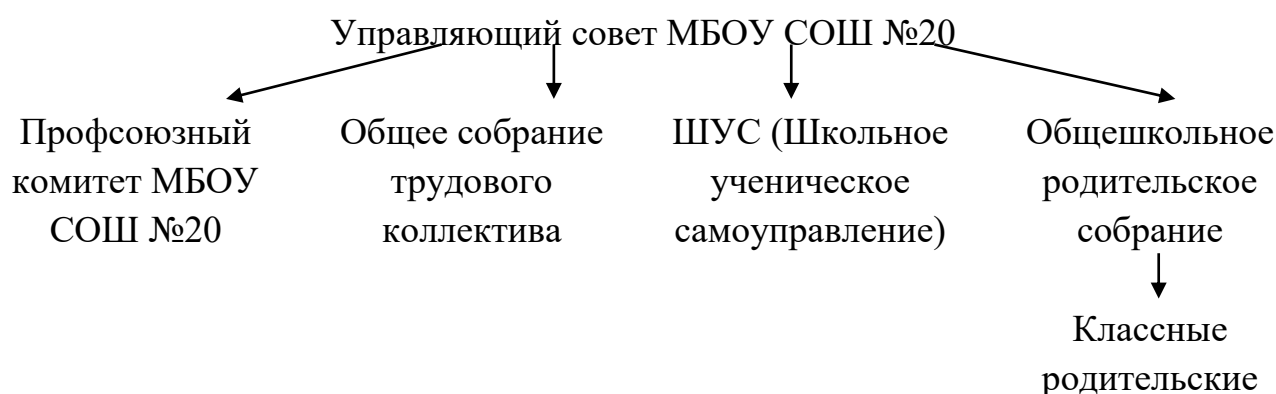 Управляющий совет МБОУ СОШ №20
Профсоюзный
комитет МБОУ
СОШ №20
Общее собрание
трудового
коллектива
ШУС (Школьное
ученическое
самоуправление)
Общешкольное
родительское
собрание
Классные
родительские